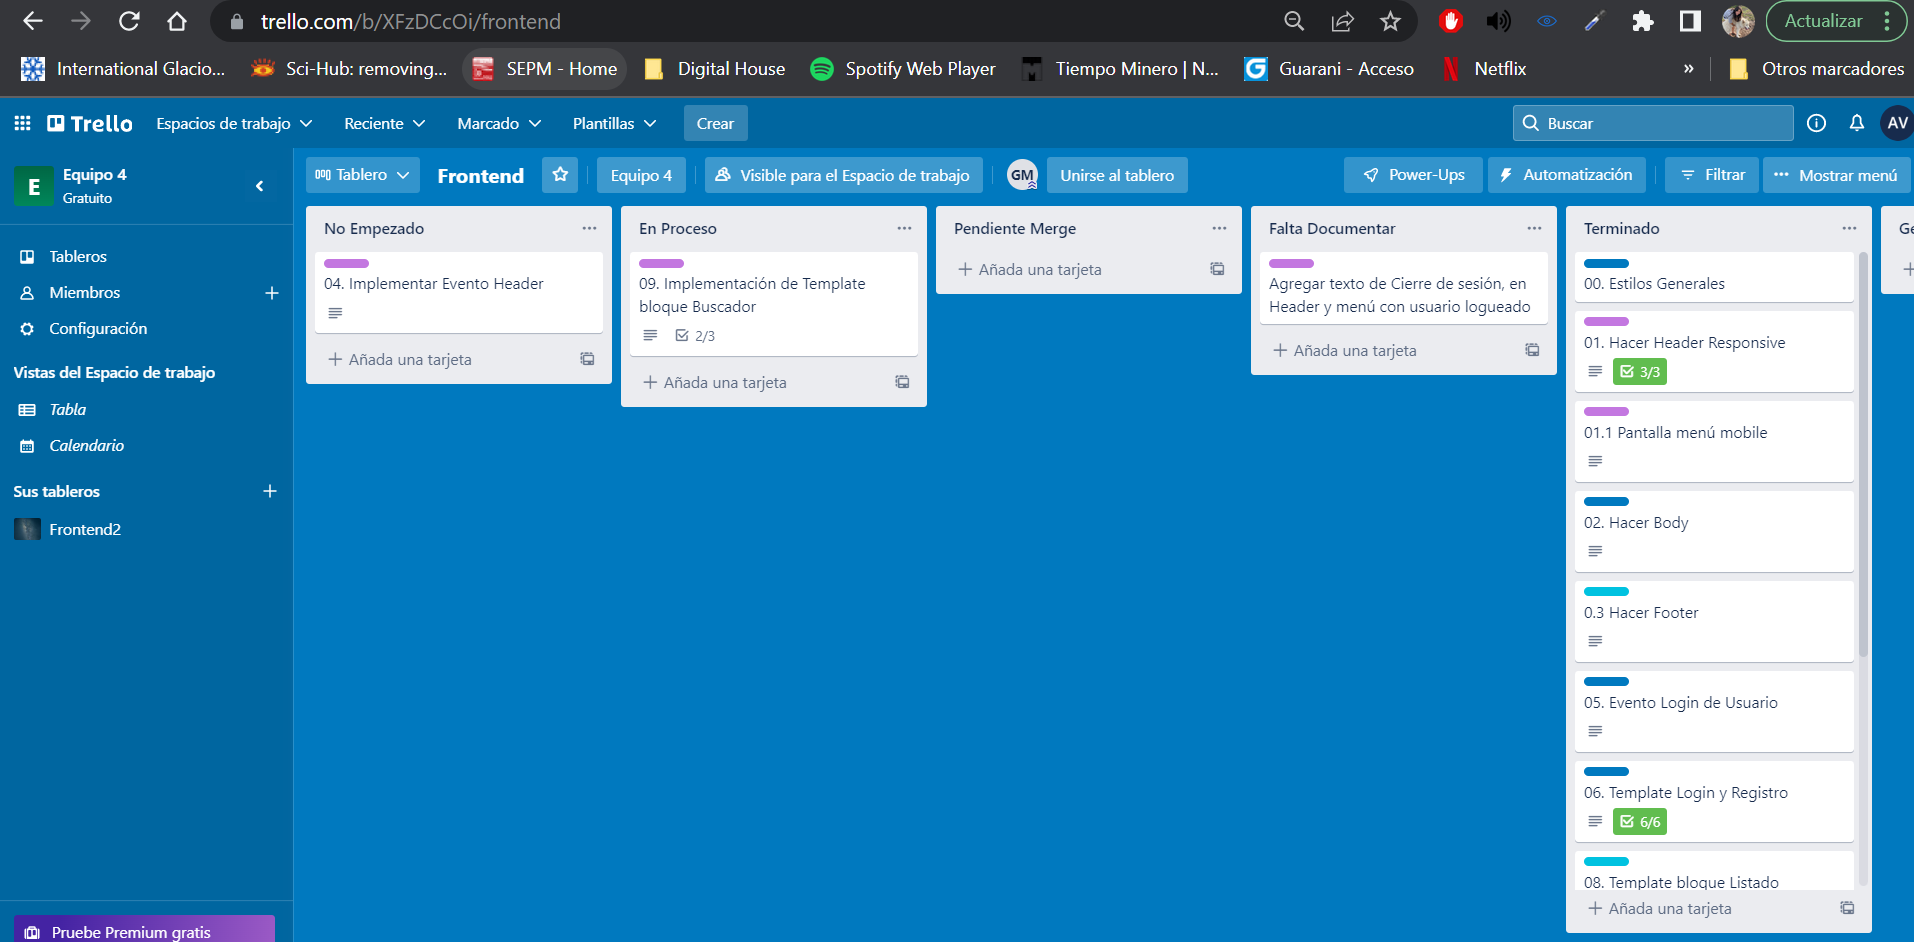 trello.com/b/XFzDCcOi/frontend
Actualizar
International Glacio...
Sci-Hub: removing...
SEPM - Home
Digital House
Spotify Web Player
Tiempo Minero | N...
Guarani - Acceso
Netflix
»
Otros marcadores
Trello
Espacios de trabajo
Reciente
Marcado
Plantillas
Crear
Buscar
AV
E
Equipo 4
Gratuito
Tableros
Miembros
Configuración
Vistas del Espacio de trabajo
Tabla
Calendario
Sus tableros
Frontend2
Pruebe Premium gratis
Tablero
Frontend
Equipo 4
Visible para el Espacio de trabajo
GM
Unirse al tablero
Power-Ups
Automatización
Filtrar
Mostrar menú
No Empezado
04. Implementar Evento Header
Añada una tarjeta
En Proceso
09. Implementación de Template
bloque Buscador
2/3
Añada una tarjeta
Pendiente Merge
Añada una tarjeta
Falta Documentar
Agregar texto de Cierre de sesión, en
Header y menú con usuario logueado
Añada una tarjeta
Terminado
00. Estilos Generales
01. Hacer Header Responsive
3/3
01.1 Pantalla menú mobile
02. Hacer Body
0.3 Hacer Footer
05. Evento Login de Usuario
06. Template Login y Registro
6/6
08. Template bloque Listado
Añada una tarjeta